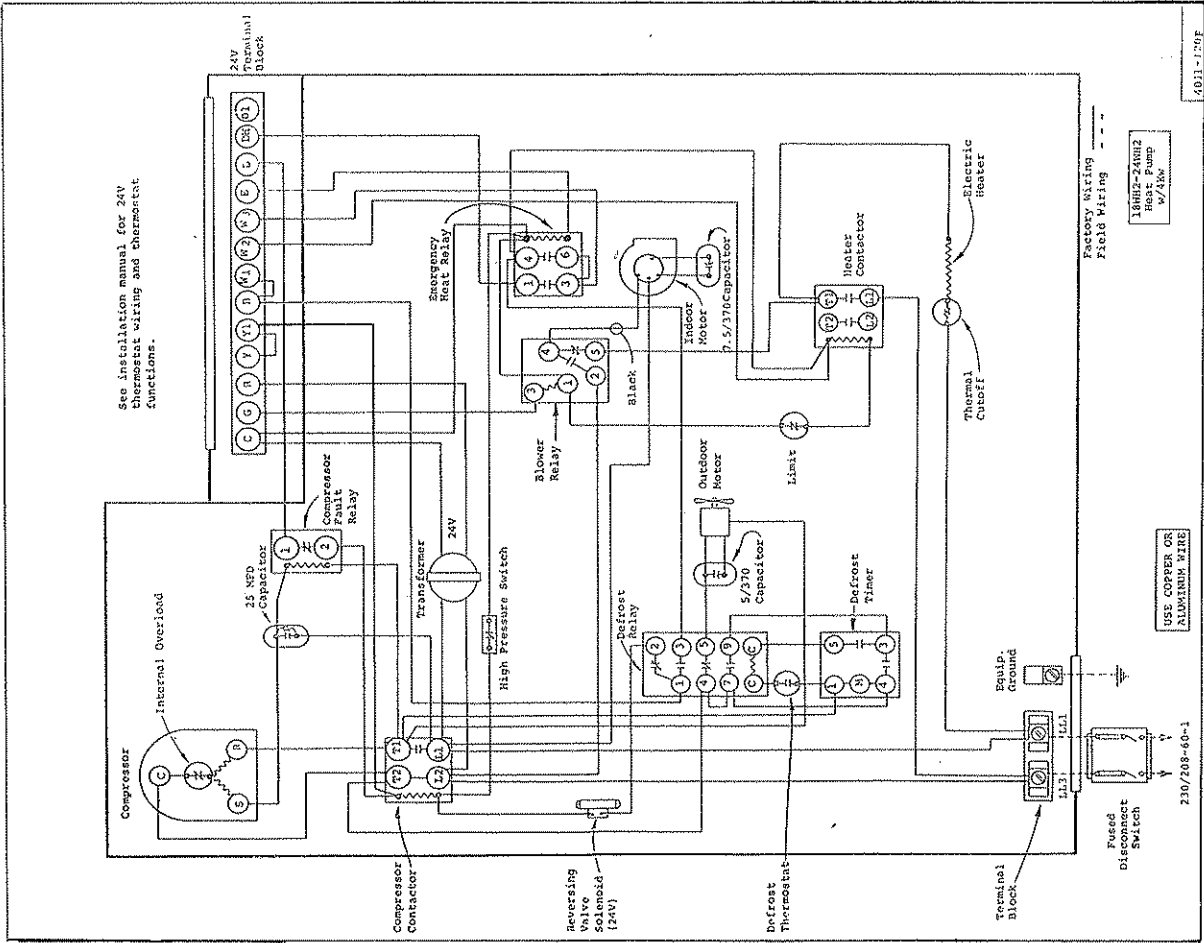 See installation manual for 24V
thermostat wiring and thermostat
functions.
24V
Terminal
Block
C
G
R
Y
Y1
B
W1
W2
W3
E
L
DH
O1
Compressor
Internal Overload
C
S
R
25 MFD
Capacitor
1
2
Compressor
Fault
Relay
Transformer
24V
High Pressure Switch
Compressor
Contactor
T2
T1
L2
L1
Reversing
Valve
Solenoid
(24V)
Emergency
Heat Relay
1
4
3
6
Blower
Relay
3
4
1
5
2
Black
Indoor
Motor
7.5/370 Capacitor
Heater
Contactor
T2
T1
L2
L1
Limit
Electric
Heater
Thermal
Cutoff
Outdoor
Motor
5/370
Capacitor
Defrost
Relay
2
1
3
4
5
7
9
C
C
Defrost
Thermostat
Defrost
Timer
1
5
M
4
3
Equip.
Ground
Terminal
Block
LL3
LL1
Fused
Disconnect
Switch
230/208-60-1
USE COPPER OR
ALUMINUM WIRE
Factory Wiring
Field Wiring
18WH2-24WH2
Heat Pump
W/4Kw